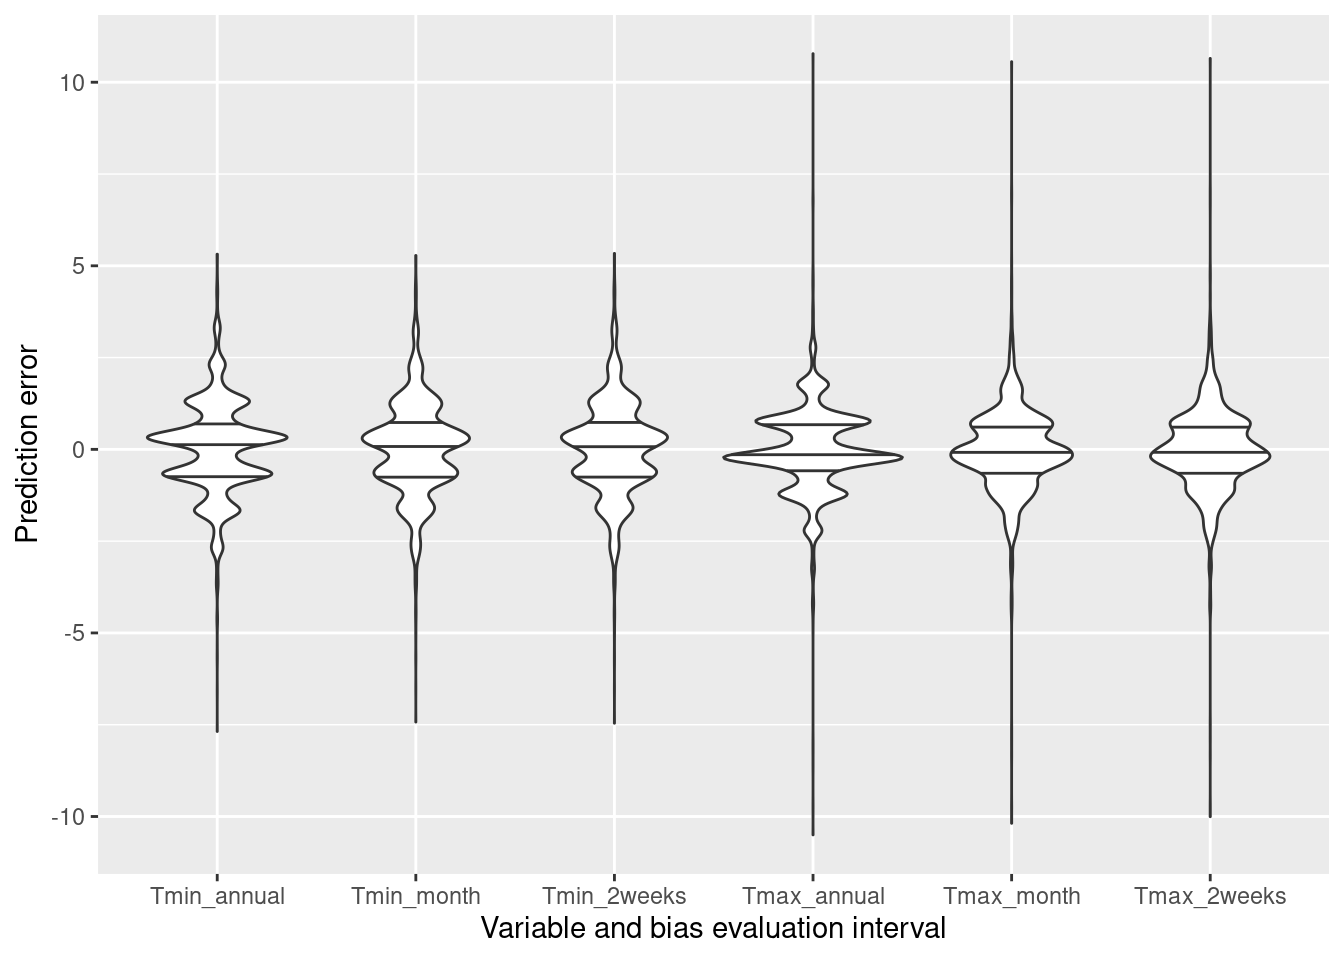 Prediction error
10
5
0
-5
-10
Tmin_annual
Tmin_month
Tmin_2weeks
Tmax_annual
Tmax_month
Tmax_2weeks
Variable and bias evaluation interval